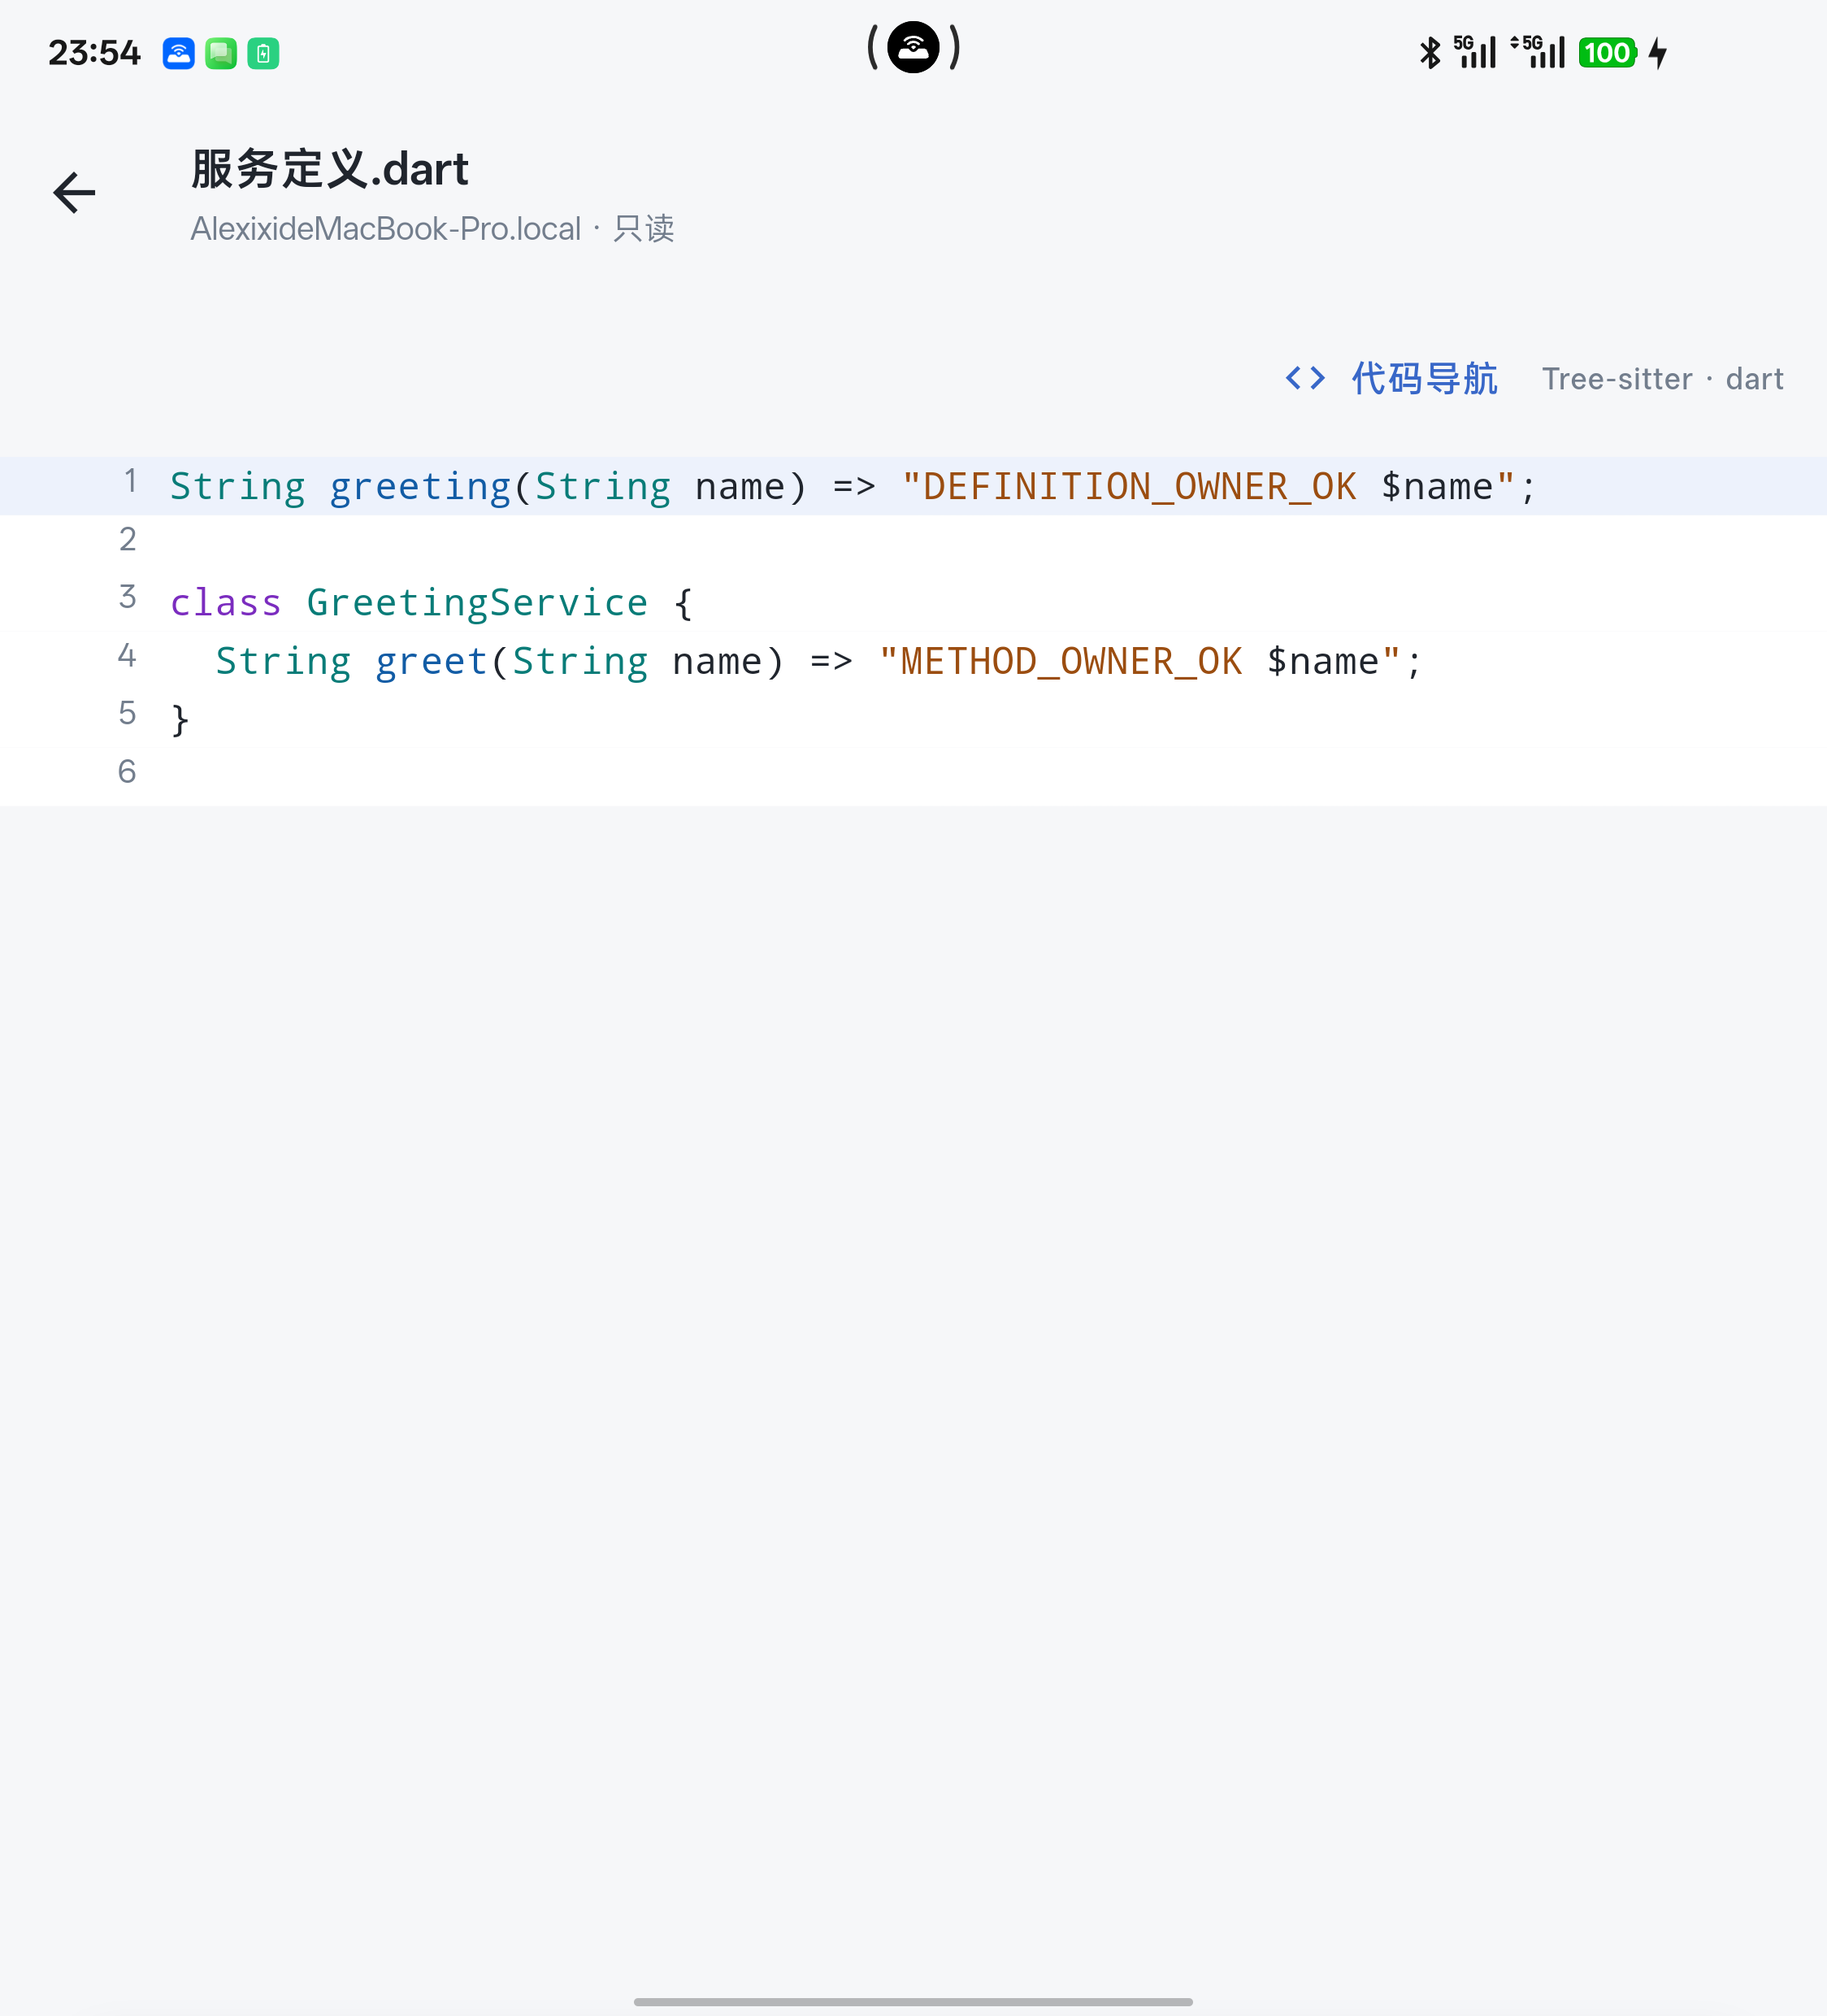 23:54
5G 5G 100
服务定义.dart
AlexixideMacBook-Pro.local · 只读
<> 代码导航 Tree-sitter · dart
1 String greeting(String name) => "DEFINITION_OWNER_OK $name";
2
3 class GreetingService {
4   String greet(String name) => "METHOD_OWNER_OK $name";
5 }
6